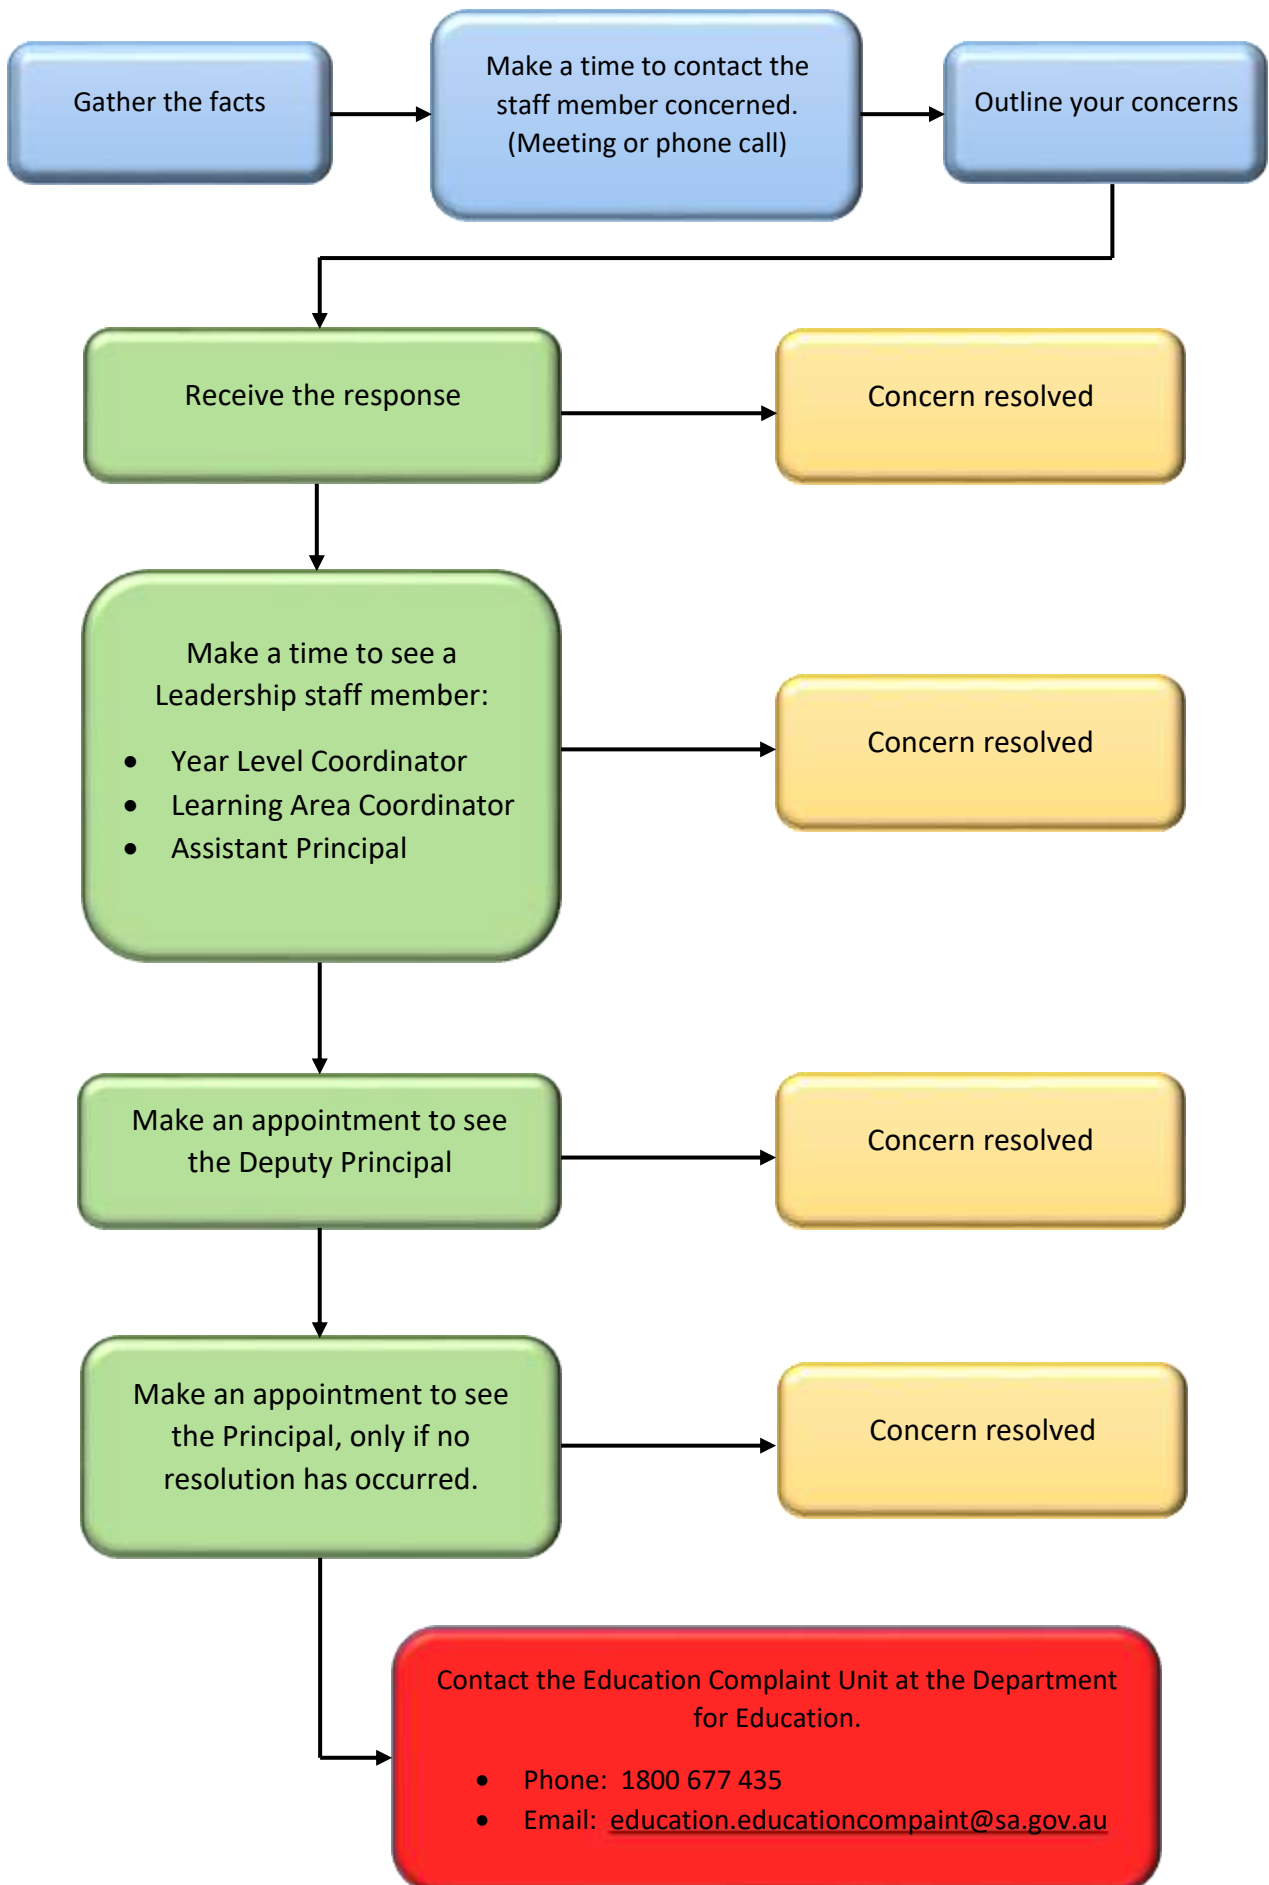 Gather the facts
Make a time to contact the
staff member concerned.
(Meeting or phone call)
Outline your concerns
Receive the response
Concern resolved
Make a time to see a
Leadership staff member:
• Year Level Coordinator
• Learning Area Coordinator
• Assistant Principal
Concern resolved
Make an appointment to see
the Deputy Principal
Concern resolved
Make an appointment to see
the Principal, only if no
resolution has occurred.
Concern resolved
Contact the Education Complaint Unit at the Department
for Education.
• Phone: 1800 677 435
• Email: education.educationcompaint@sa.gov.au